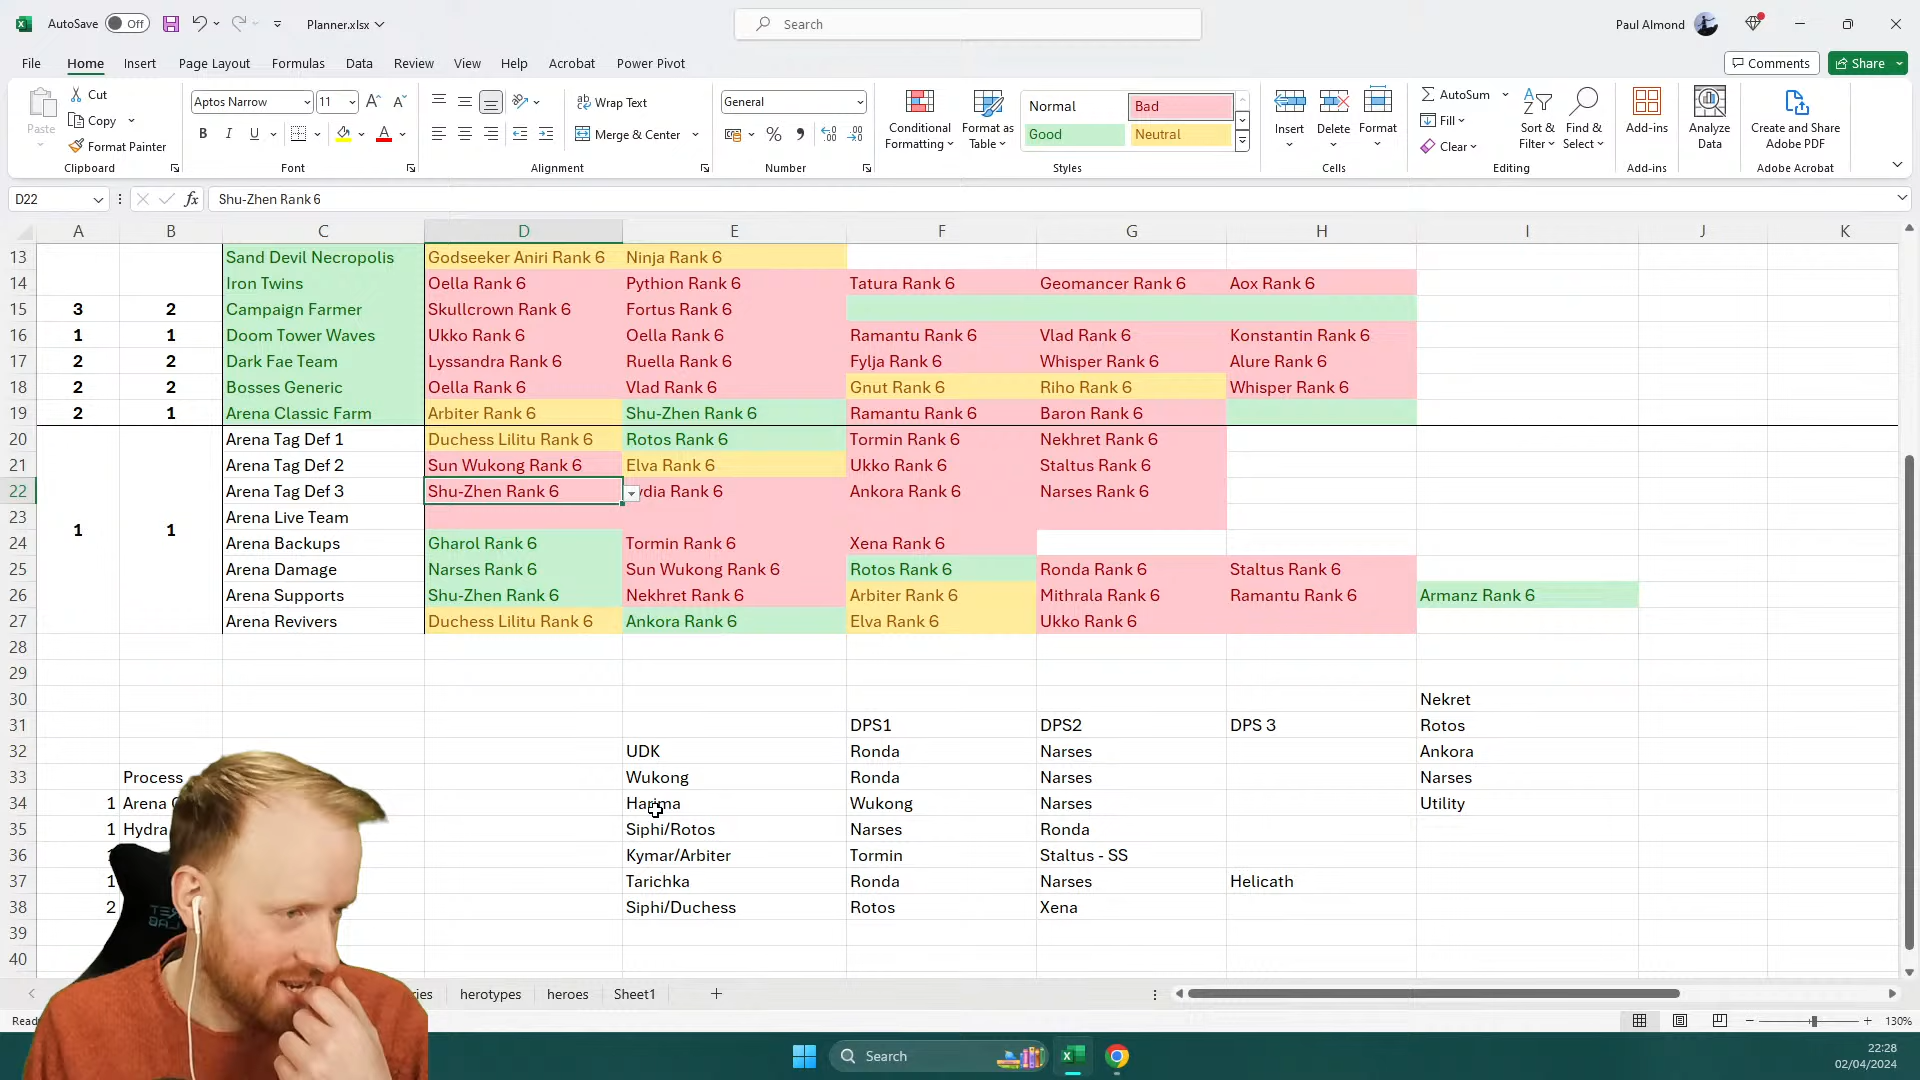 AutoSave Off Planner.xlsx Search Paul Almond
File Home Insert Page Layout Formulas Data Review View Help Acrobat Power Pivot Comments Share
Paste Cut Copy Format Painter Clipboard
Aptos Narrow 11 B I U A Font
Wrap Text Merge & Center Alignment
General % Number
Conditional Formatting Format as Table Normal Bad Good Neutral Styles
Insert Delete Format Cells
AutoSum Fill Clear Sort & Filter Find & Select Editing
Add-ins Add-ins
Analyze Data
Create and Share Adobe PDF Adobe Acrobat
D22 fx Shu-Zhen Rank 6
A B C D E F G H I J K
13 Sand Devil Necropolis Godseeker Aniri Rank 6 Ninja Rank 6
14 Iron Twins Oella Rank 6 Pythion Rank 6 Tatura Rank 6 Geomancer Rank 6 Aox Rank 6
15 3 2 Campaign Farmer Skullcrown Rank 6 Fortus Rank 6
16 1 1 Doom Tower Waves Ukko Rank 6 Oella Rank 6 Ramantu Rank 6 Vlad Rank 6 Konstantin Rank 6
17 2 2 Dark Fae Team Lyssandra Rank 6 Ruella Rank 6 Fylja Rank 6 Whisper Rank 6 Alure Rank 6
18 2 2 Bosses Generic Oella Rank 6 Vlad Rank 6 Gnut Rank 6 Riho Rank 6 Whisper Rank 6
19 2 1 Arena Classic Farm Arbiter Rank 6 Shu-Zhen Rank 6 Ramantu Rank 6 Baron Rank 6
20 Arena Tag Def 1 Duchess Lilitu Rank 6 Rotos Rank 6 Tormin Rank 6 Nekhret Rank 6
21 Arena Tag Def 2 Sun Wukong Rank 6 Elva Rank 6 Ukko Rank 6 Staltus Rank 6
22 Arena Tag Def 3 Shu-Zhen Rank 6 ydia Rank 6 Ankora Rank 6 Narses Rank 6
23 1 1 Arena Live Team
24 Arena Backups Gharol Rank 6 Tormin Rank 6 Xena Rank 6
25 Arena Damage Narses Rank 6 Sun Wukong Rank 6 Rotos Rank 6 Ronda Rank 6 Staltus Rank 6
26 Arena Supports Shu-Zhen Rank 6 Nekhret Rank 6 Arbiter Rank 6 Mithrala Rank 6 Ramantu Rank 6 Armanz Rank 6
27 Arena Revivers Duchess Lilitu Rank 6 Ankora Rank 6 Elva Rank 6 Ukko Rank 6
28
29
30 Nekret
31 DPS1 DPS2 DPS 3 Rotos
32 UDK Ronda Narses Ankora
33 Process Wukong Ronda Narses Narses
34 1 Arena Wukong Narses Utility
35 1 Hydra Siphi/Rotos Narses Ronda
36 Kymar/Arbiter Tormin Staltus - SS
37 1 Tarichka Ronda Narses Helicath
38 2 Siphi/Duchess Rotos Xena
39
40
ries herotypes heroes Sheet1
130%
Search
22:28
02/04/2024